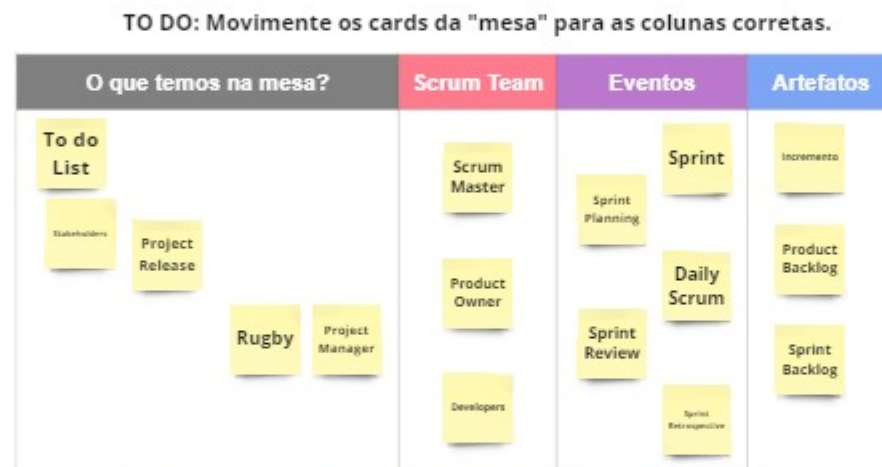 TO DO: Movimente os cards da "mesa" para as colunas corretas.
O que temos na mesa?
Scrum Team
Eventos
Artefatos
To do
List
Stakeholders
Project
Release
Rugby
Project
Manager
Scrum
Master
Product
Owner
Developers
Sprint
Sprint
Planning
Daily
Scrum
Sprint
Review
Sprint
Retrospective
Incremento
Product
Backlog
Sprint
Backlog